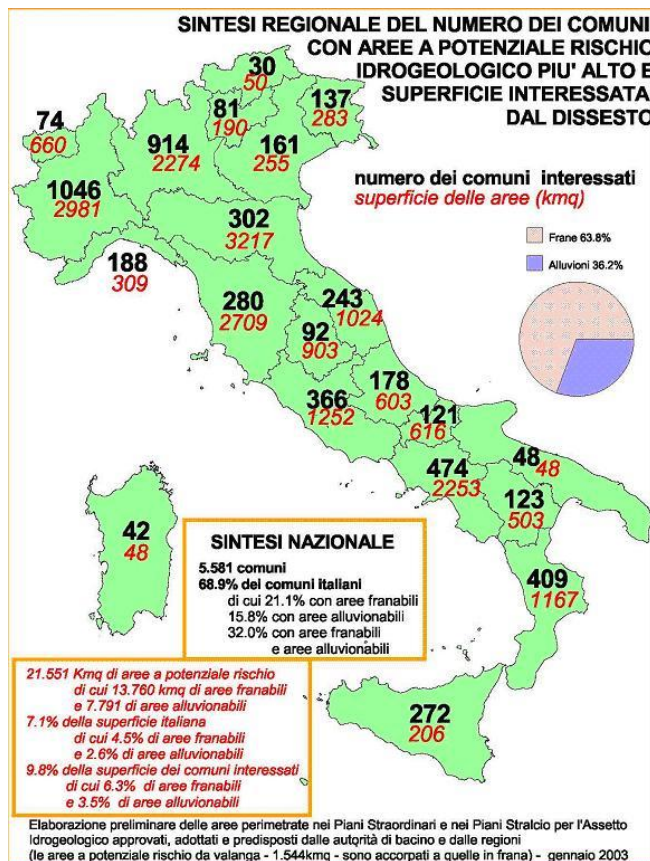 SINTESI REGIONALE DEL NUMERO DEI COMUNI
CON AREE A POTENZIALE RISCHIO
IDROGEOLOGICO PIU' ALTO E
SUPERFICIE INTERESSATA
DAL DISSESTO
30
50
81
190
137
283
74
660
914
2274
161
255
1046
2981
numero dei comuni interessati
superficie delle aree (kmq)
302
3217
Frane 63.8%
Alluvioni 36.2%
188
309
280
2709
243
1024
92
903
178
603
366
1252
121
616
474
2253
48
48
123
503
42
48
409
1167
272
206
SINTESI NAZIONALE
5.581 comuni
68.9% dei comuni italiani
di cui 21.1% con aree franabili
15.8% con aree alluvionabili
32.0% con aree franabili
e aree alluvionabili
21.551 Kmq di aree a potenziale rischio
di cui 13.760 kmq di aree franabili
e 7.791 di aree alluvionabili
7.1% della superficie italiana
di cui 4.5% di aree franabili
e 2.6% di aree alluvionabili
9.8% della superficie dei comuni interessati
di cui 6.3% di aree franabili
e 3.5% di aree alluvionabili
Elaborazione preliminare delle aree perimetrate nei Piani Straordinari e nei Piani Stralcio per l'Assetto
Idrogeologico approvati, adottati e predisposti dalle autorità di bacino e dalle regioni
(le aree a potenziale rischio da valanga - 1.544kmq - sono accorpati a quelle in frana) - gennaio 2003